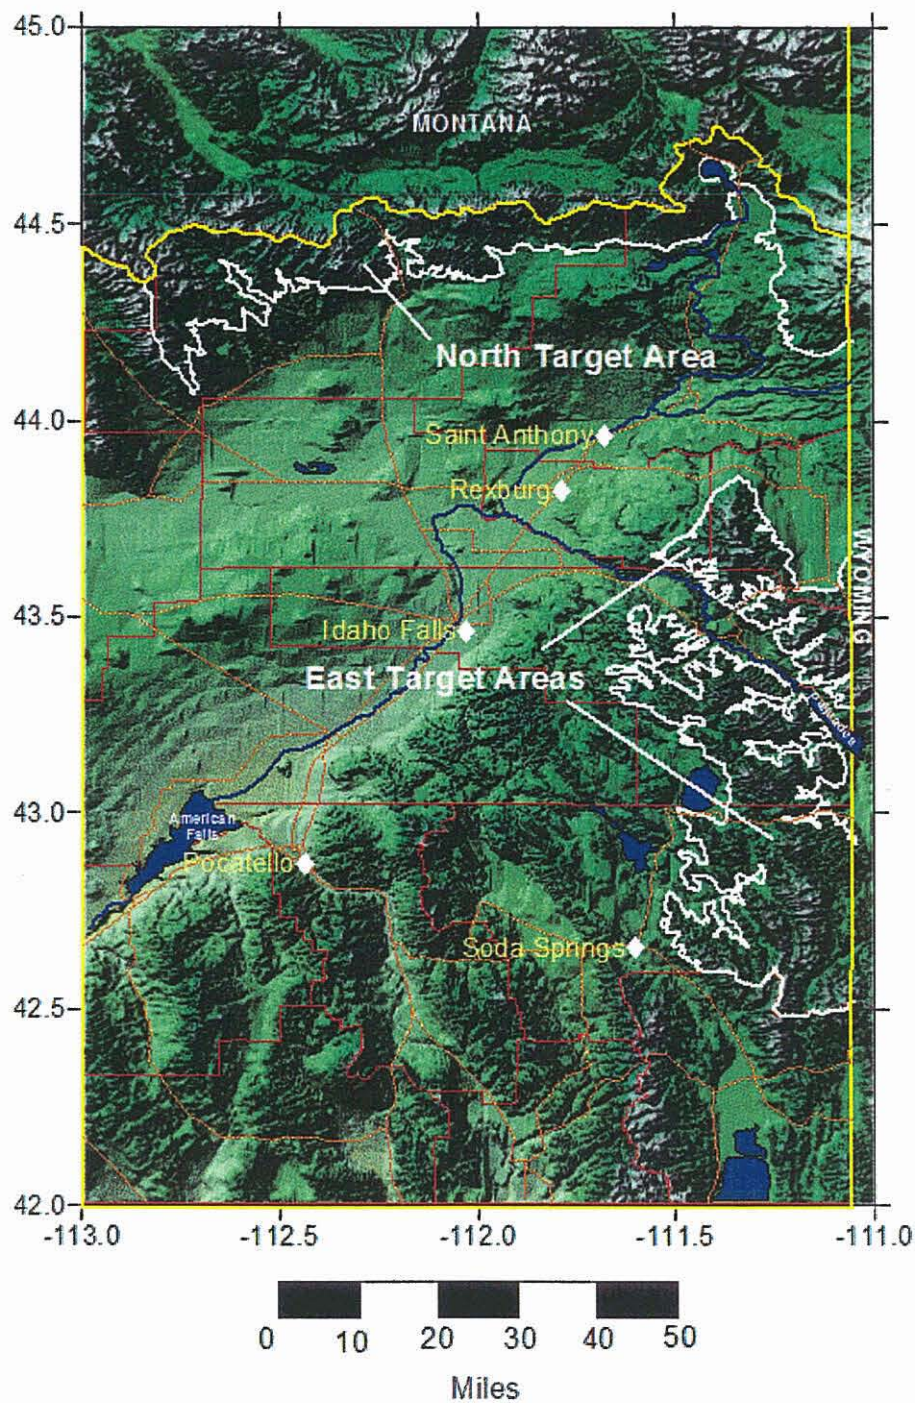 45.0
MONTANA
44.5
North Target Area
44.0
Saint Anthony
Rexburg
WYOMING
43.5
Idaho Falls
East Target Areas
43.0
American
Falls
Pocatello
Soda Springs
42.5
42.0
-113.0
-112.5
-112.0
-111.5
-111.0
0
10
20
30
40
50
Miles